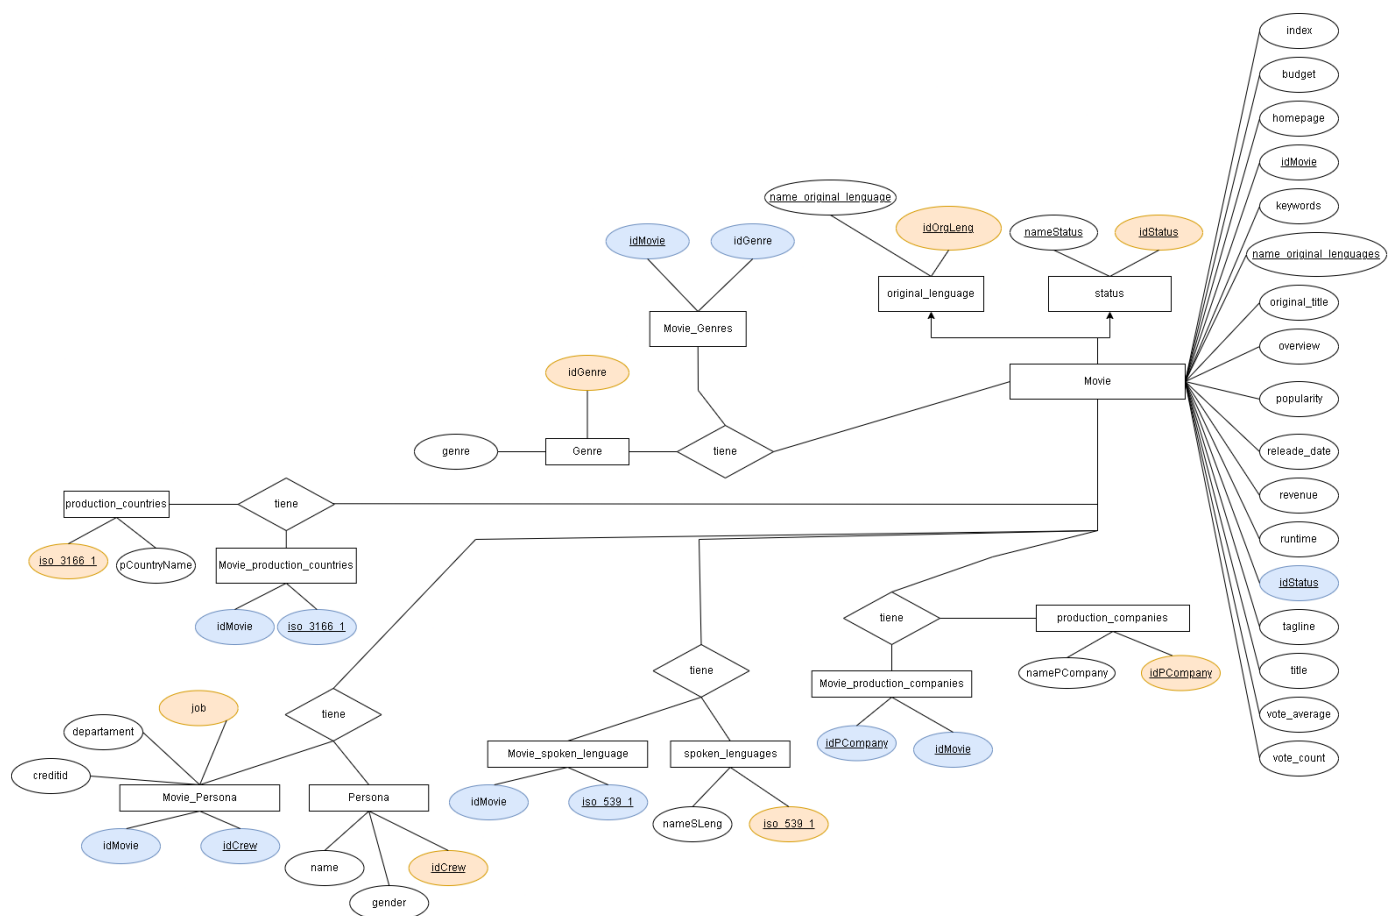 index
budget
homepage
idMovie
keywords
name_original_lenguages
original_title
overview
popularity
releade_date
revenue
runtime
idStatus
tagline
title
vote_average
vote_count
name_original_lenguage
idOrgLeng
nameStatus
idStatus
original_lenguage
status
Movie
idMovie
idGenre
Movie_Genres
idGenre
genre
Genre
tiene
production_countries
tiene
iso_3166_1
pCountryName
Movie_production_countries
idMovie
iso_3166_1
tiene
production_companies
namePCompany
idPCompany
Movie_production_companies
idPCompany
idMovie
tiene
Movie_spoken_lenguage
spoken_lenguages
idMovie
iso_539_1
nameSLeng
iso_539_1
tiene
job
departament
creditid
Movie_Persona
Persona
idMovie
idCrew
name
gender
idCrew